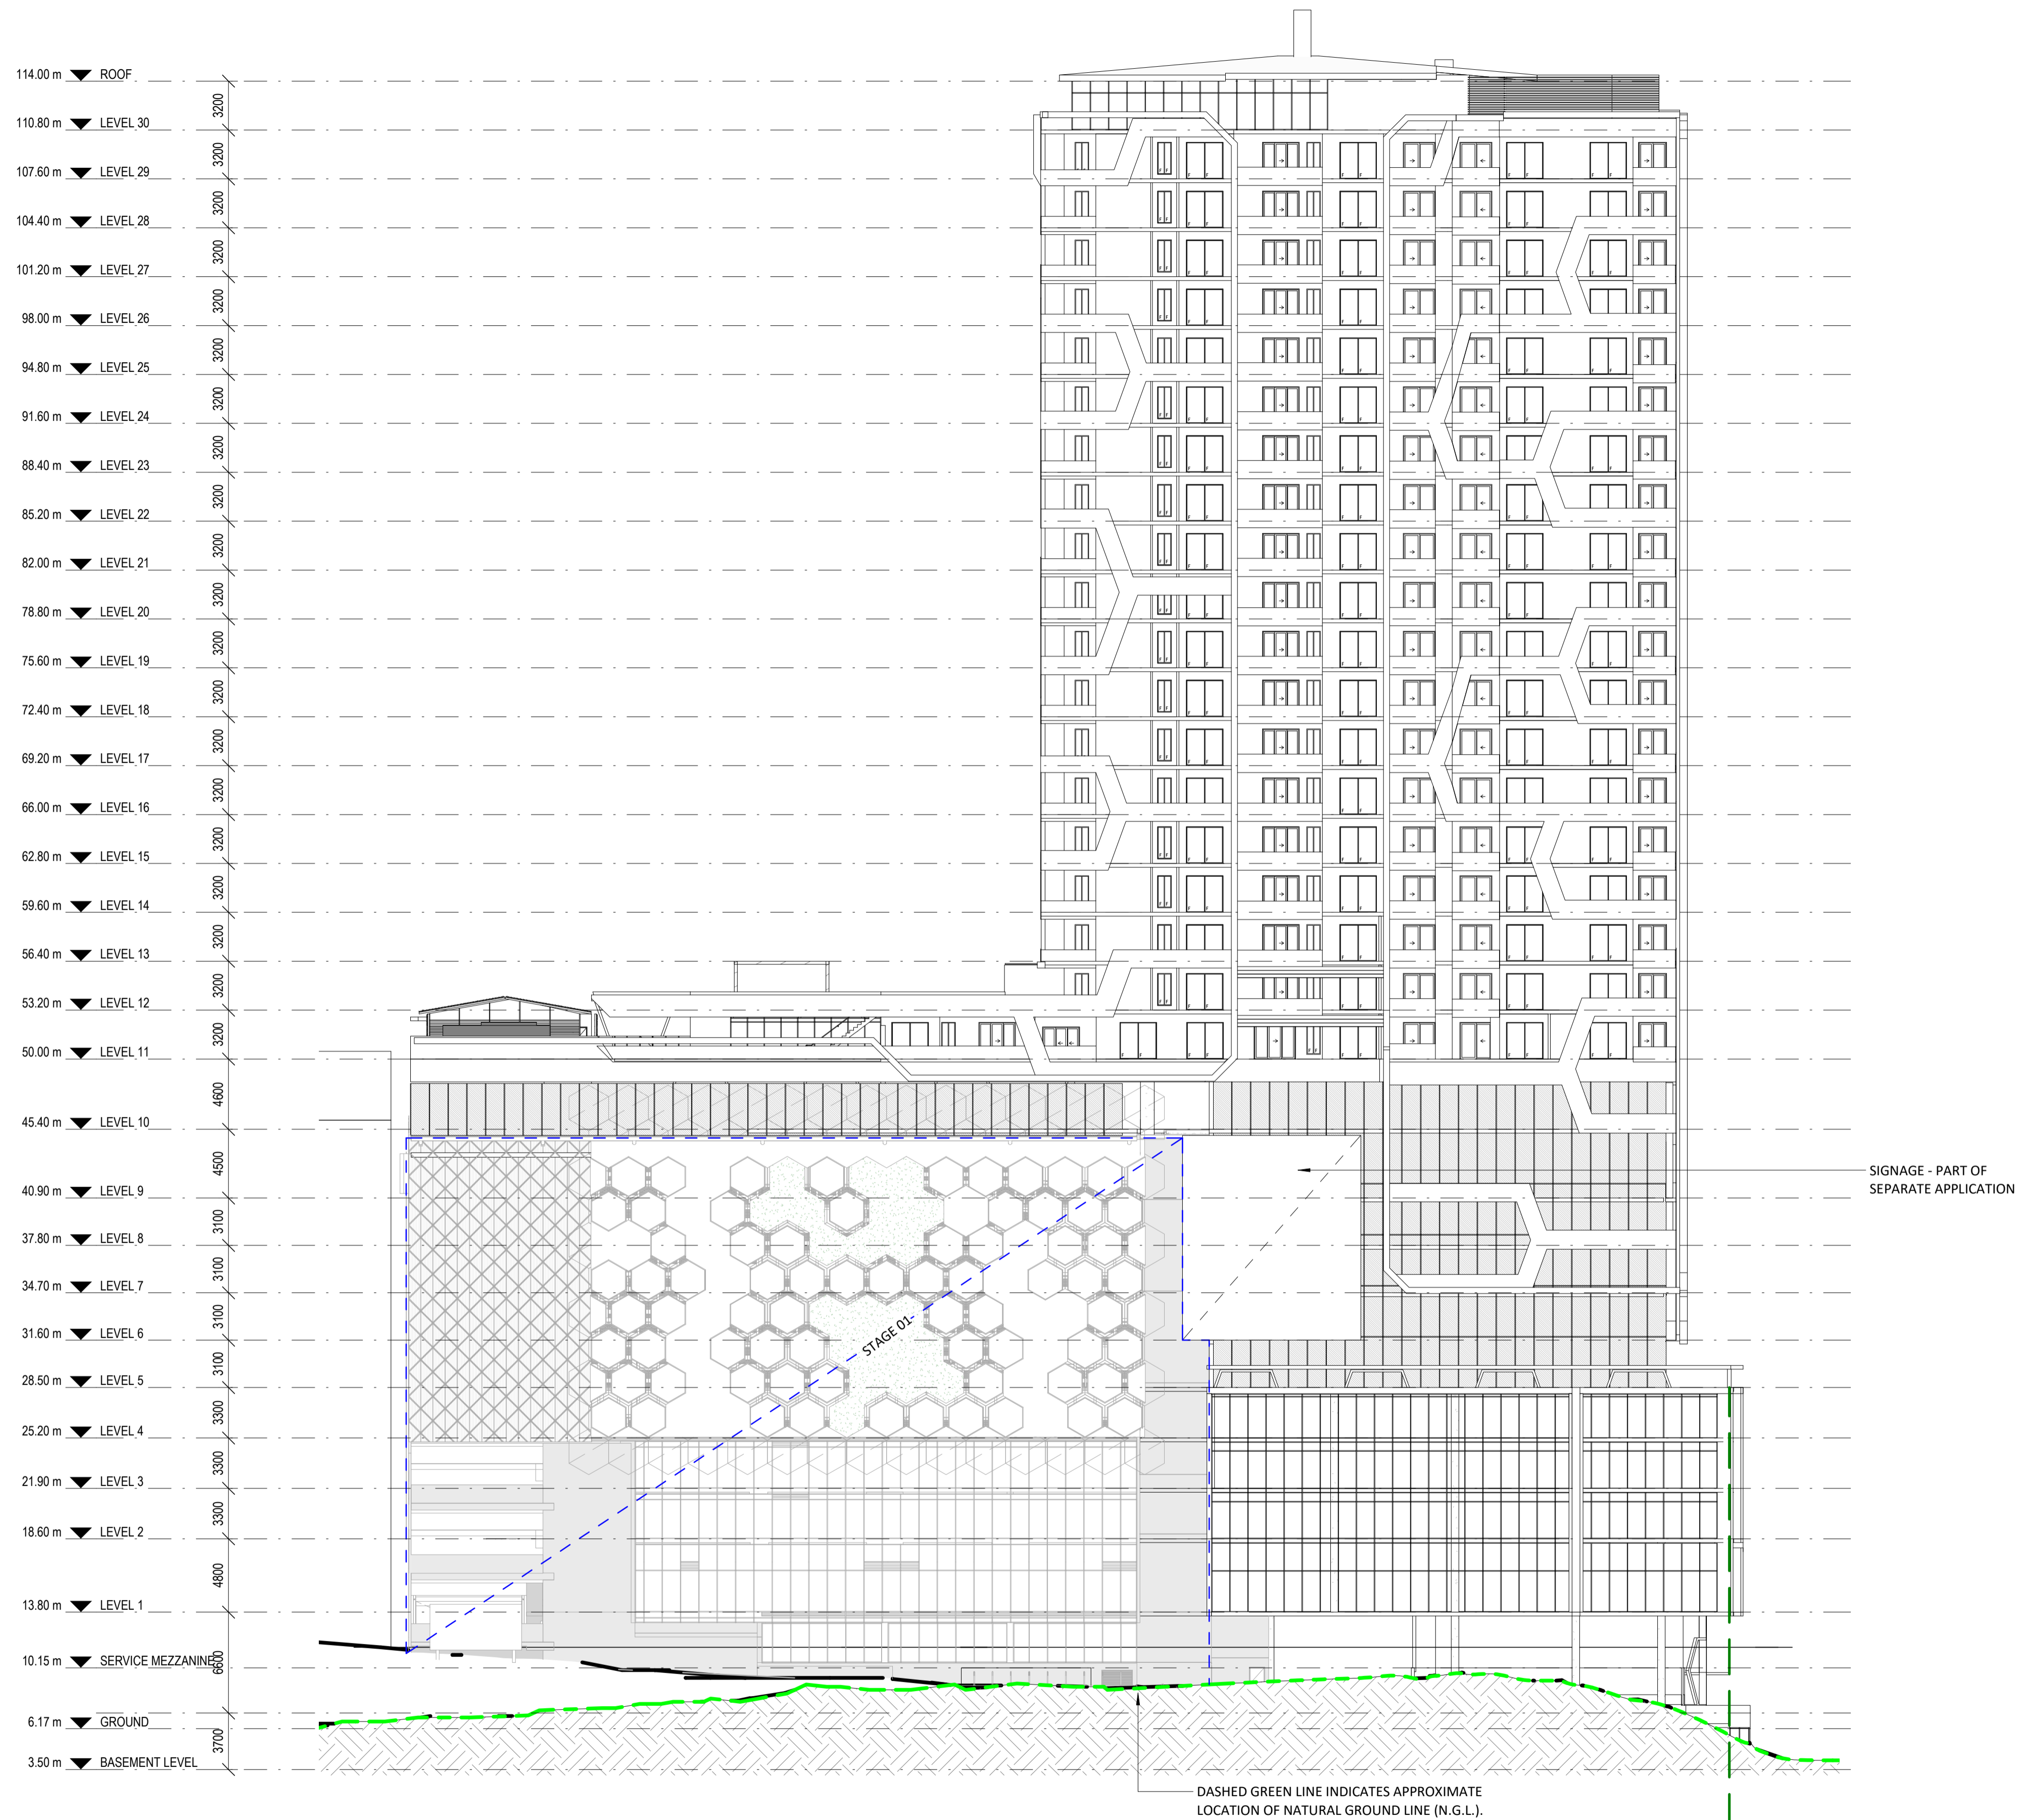 114.00 m ROOF
3200
110.80 m LEVEL 30
3200
107.60 m LEVEL 29
3200
104.40 m LEVEL 28
3200
101.20 m LEVEL 27
3200
98.00 m LEVEL 26
3200
94.80 m LEVEL 25
3200
91.60 m LEVEL 24
3200
88.40 m LEVEL 23
3200
85.20 m LEVEL 22
3200
82.00 m LEVEL 21
3200
78.80 m LEVEL 20
3200
75.60 m LEVEL 19
3200
72.40 m LEVEL 18
3200
69.20 m LEVEL 17
3200
66.00 m LEVEL 16
3200
62.80 m LEVEL 15
3200
59.60 m LEVEL 14
3200
56.40 m LEVEL 13
3200
53.20 m LEVEL 12
3200
50.00 m LEVEL 11
4600
45.40 m LEVEL 10
4500
SIGNAGE - PART OF
SEPARATE APPLICATION
40.90 m LEVEL 9
3100
37.80 m LEVEL 8
3100
34.70 m LEVEL 7
3100
STAGE 01
31.60 m LEVEL 6
3100
28.50 m LEVEL 5
3300
25.20 m LEVEL 4
3300
21.90 m LEVEL 3
3300
18.60 m LEVEL 2
4800
13.80 m LEVEL 1
6600
10.15 m SERVICE MEZZANINE
6.17 m GROUND
3700
3.50 m BASEMENT LEVEL
DASHED GREEN LINE INDICATES APPROXIMATE
LOCATION OF NATURAL GROUND LINE (N.G.L.).